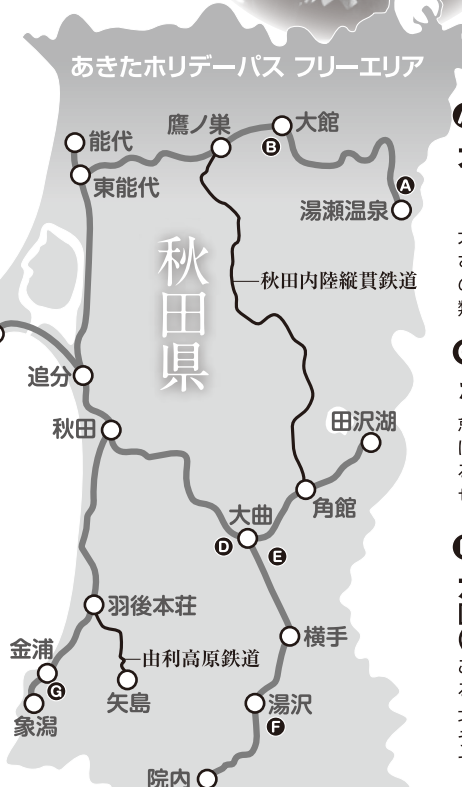 あきたホリデーパス フリーエリア
能代
東能代
鷹ノ巣
大館
B
A
湯瀬温泉
秋田県
秋田内陸縦貫鉄道
追分
秋田
田沢湖
角館
大曲
D
E
羽後本荘
横手
金浦
由利高原鉄道
G
矢島
象潟
湯沢
F
院内